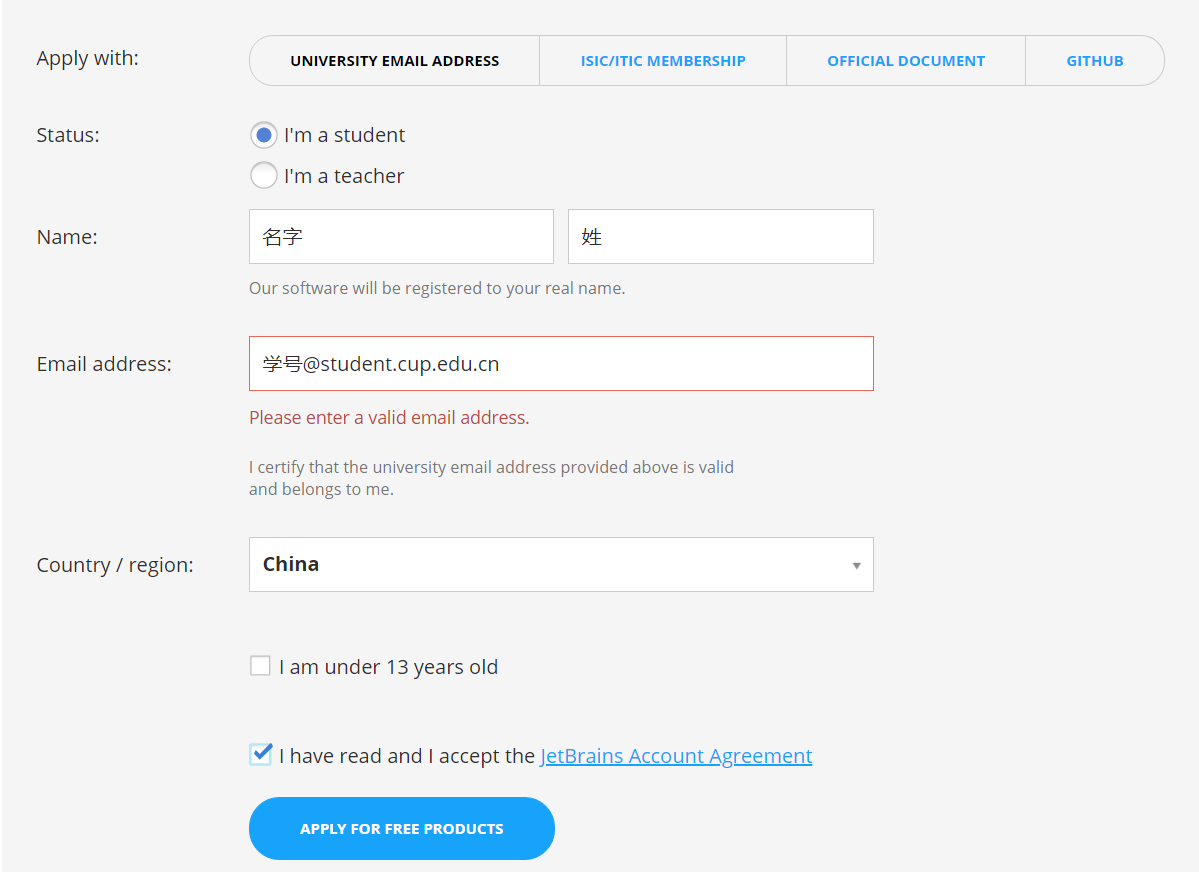 Apply with:
UNIVERSITY EMAIL ADDRESS
ISIC/ITIC MEMBERSHIP
OFFICIAL DOCUMENT
GITHUB
Status:
I'm a student
I'm a teacher
Name:
名字
姓
Our software will be registered to your real name.
Email address:
学号@student.cup.edu.cn
Please enter a valid email address.
I certify that the university email address provided above is valid
and belongs to me.
Country / region:
China
I am under 13 years old
I have read and I accept the JetBrains Account Agreement
APPLY FOR FREE PRODUCTS